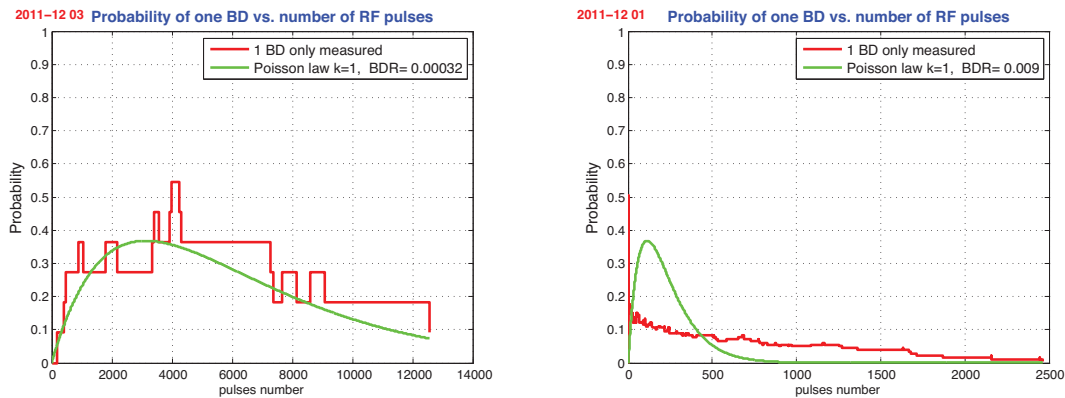 2011−12 03 Probability of one BD vs. number of RF pulses
1 BD only measured
Poisson law k=1, BDR= 0.00032
Probability
1
0.9
0.8
0.7
0.6
0.5
0.4
0.3
0.2
0.1
0
0 2000 4000 6000 8000 10000 12000 14000
pulses number
2011−12 01 Probability of one BD vs. number of RF pulses
1 BD only measured
Poisson law k=1, BDR= 0.009
Probability
1
0.9
0.8
0.7
0.6
0.5
0.4
0.3
0.2
0.1
0
0 500 1000 1500 2000 2500
pulses number